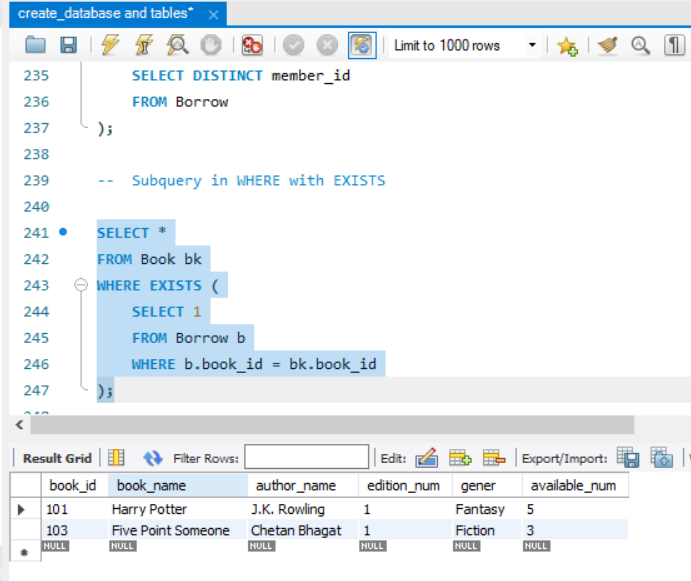 create_database and tables*
Limit to 1000 rows
235 SELECT DISTINCT member_id
236 FROM Borrow
237 );
238
239 -- Subquery in WHERE with EXISTS
240
241 SELECT *
242 FROM Book bk
243 WHERE EXISTS (
244 SELECT 1
245 FROM Borrow b
246 WHERE b.book_id = bk.book_id
247 );
Result Grid Filter Rows: Edit: Export/Import:
book_id book_name author_name edition_num gener available_num
101 Harry Potter J.K. Rowling 1 Fantasy 5
103 Five Point Someone Chetan Bhagat 1 Fiction 3
NULL NULL NULL NULL NULL NULL